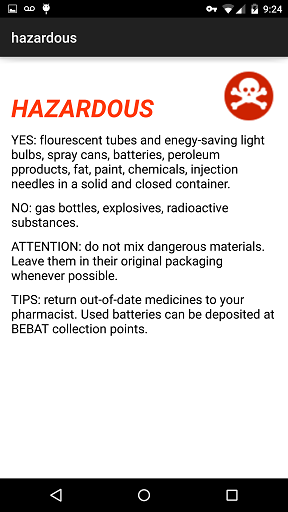 9:24
hazardous
HAZARDOUS
YES: flourescent tubes and enegy-saving light
bulbs, spray cans, batteries, peroleum
pproducts, fat, paint, chemicals, injection
needles in a solid and closed container.
NO: gas bottles, explosives, radioactive
substances.
ATTENTION: do not mix dangerous materials.
Leave them in their original packaging
whenever possible.
TIPS: return out-of-date medicines to your
pharmacist. Used batteries can be deposited at
BEBAT collection points.